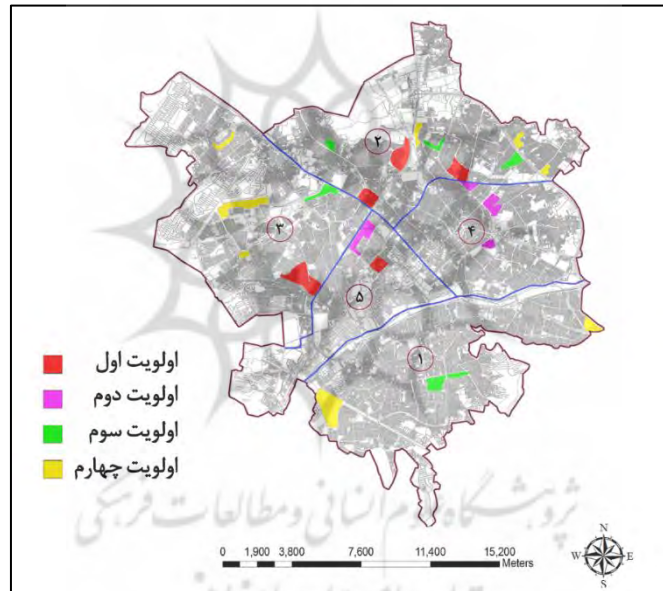 ۲
۴
۳
۵
۱
اولویت اول
اولویت دوم
اولویت سوم
اولویت چهارم
پژوهشگاه علوم انسانی و مطالعات فرهنگی
0 1,900 3,800 7,600 11,400 15,200
Meters
N
W E
S